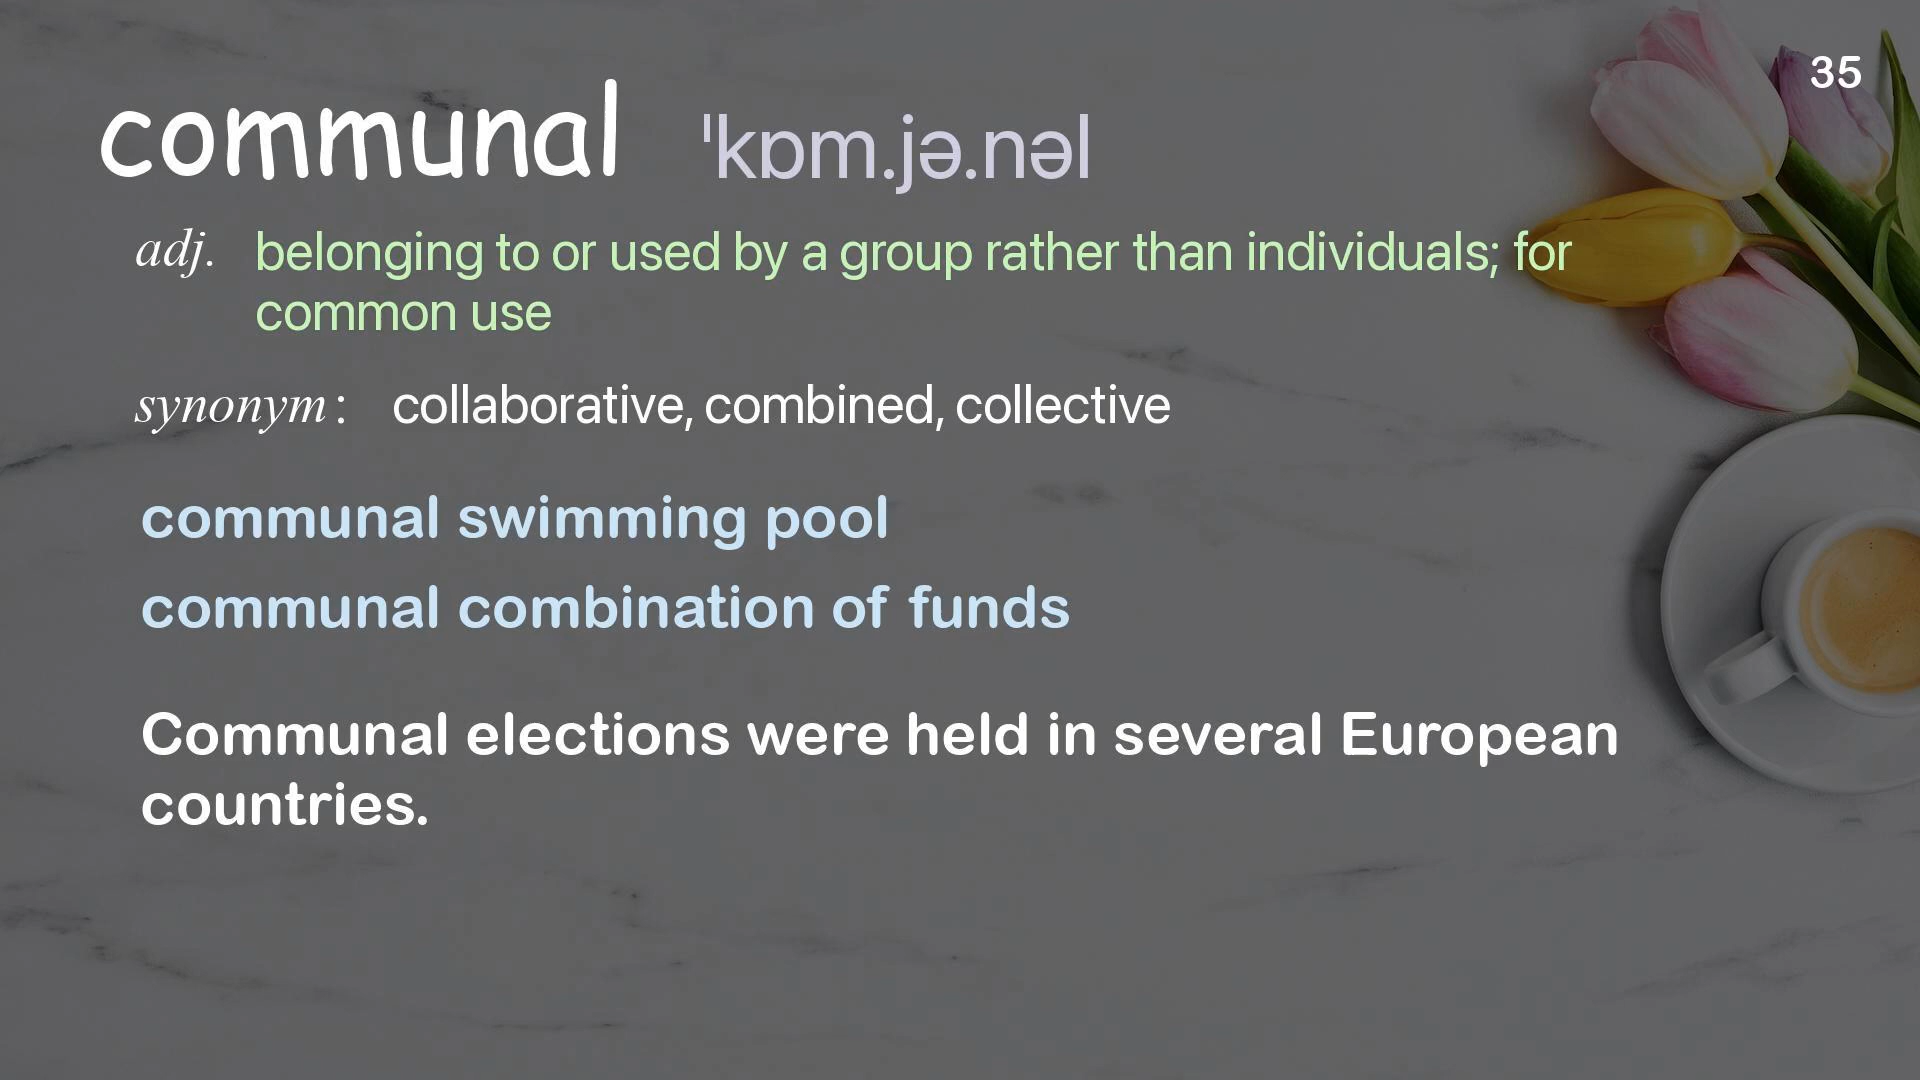 35
communal ˈkɒm.jə.nəl
adj. belonging to or used by a group rather than individuals; for
common use
synonym: collaborative, combined, collective
communal swimming pool
communal combination of funds
Communal elections were held in several European
countries.